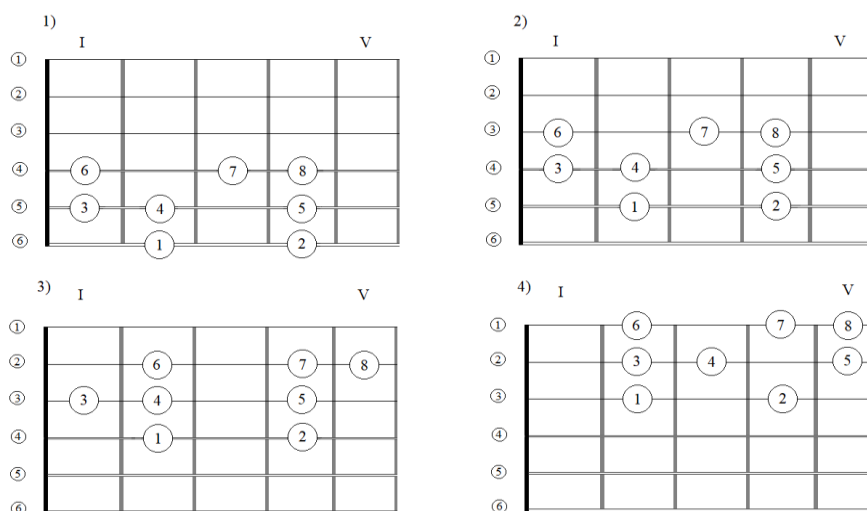 1)
I V
①
②
③
④ 6 7 8
⑤ 3 4 5
⑥ 1 2
2)
I V
①
②
③ 6 7 8
④ 3 4 5
⑤ 1 2
⑥
3)
I V
①
② 6 7 8
③ 3 4 5
④ 1 2
⑤
⑥
4)
I V
① 6 7 8
② 3 4 5
③ 1 2
④
⑤
⑥